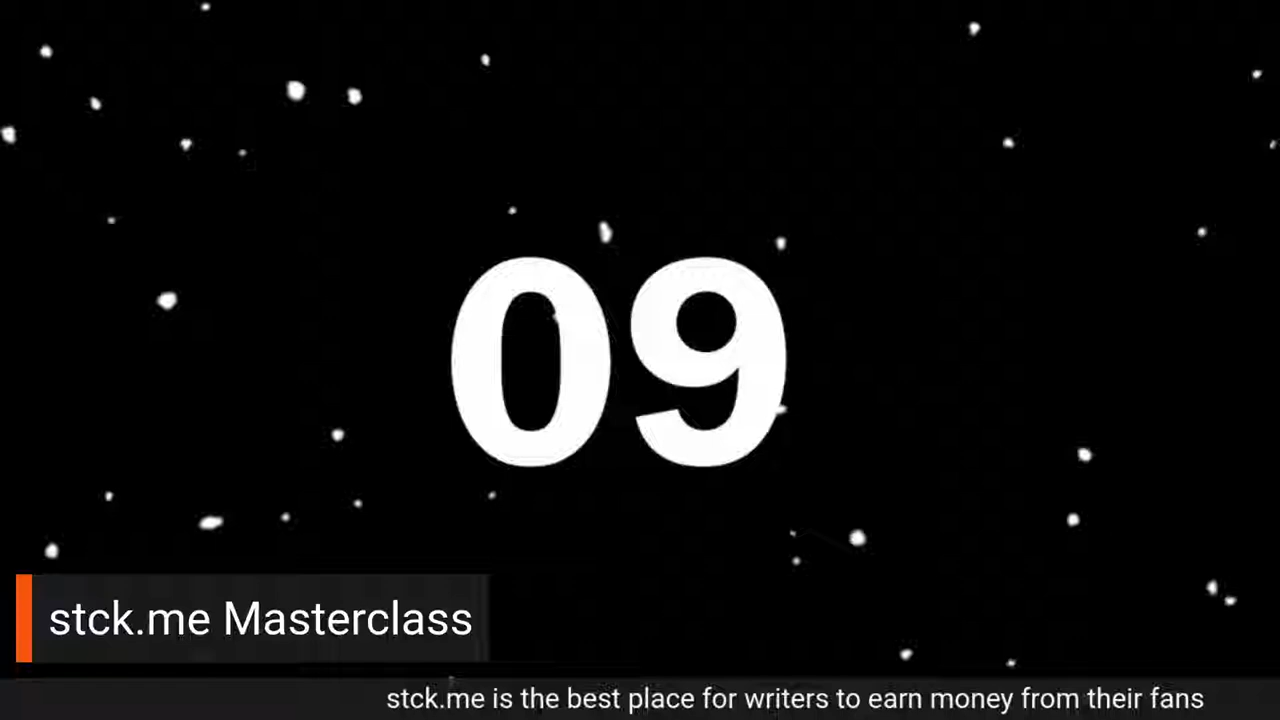 09
stck.me Masterclass
stck.me is the best place for writers to earn money from their fans